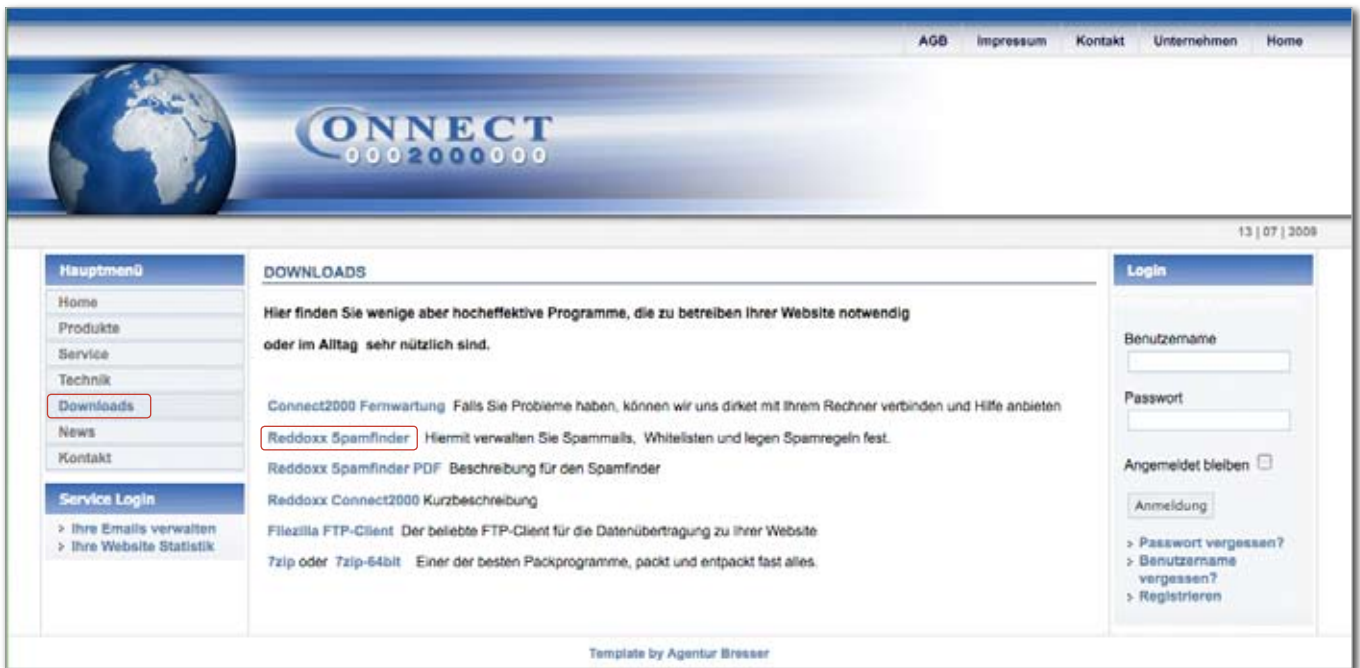 AGB Impressum Kontakt Unternehmen Home
CONNECT
0002000000
13 | 07 | 2009
Hauptmenü
Home
Produkte
Service
Technik
Downloads
News
Kontakt
Service Login
> Ihre Emails verwalten
> Ihre Website Statistik
DOWNLOADS
Hier finden Sie wenige aber hocheffektive Programme, die zu betreiben Ihrer Website notwendig
oder im Alltag sehr nützlich sind.
Connect2000 Fernwartung Falls Sie Probleme haben, können wir uns dirket mit Ihrem Rechner verbinden und Hilfe anbieten
Reddoxx Spamfinder Hiermit verwalten Sie Spammails, Whitelisten und legen Spamregeln fest.
Reddoxx Spamfinder PDF Beschreibung für den Spamfinder
Reddoxx Connect2000 Kurzbeschreibung
Filezilla FTP-Client Der beliebte FTP-Client für die Datenübertragung zu Ihrer Website
7zip oder 7zip-64bit Einer der besten Packprogramme, packt und entpackt fast alles.
Login
Benutzername
Passwort
Angemeldet bleiben
Anmeldung
> Passwort vergessen?
> Benutzername
vergessen?
> Registrieren
Template by Agentur Bresser